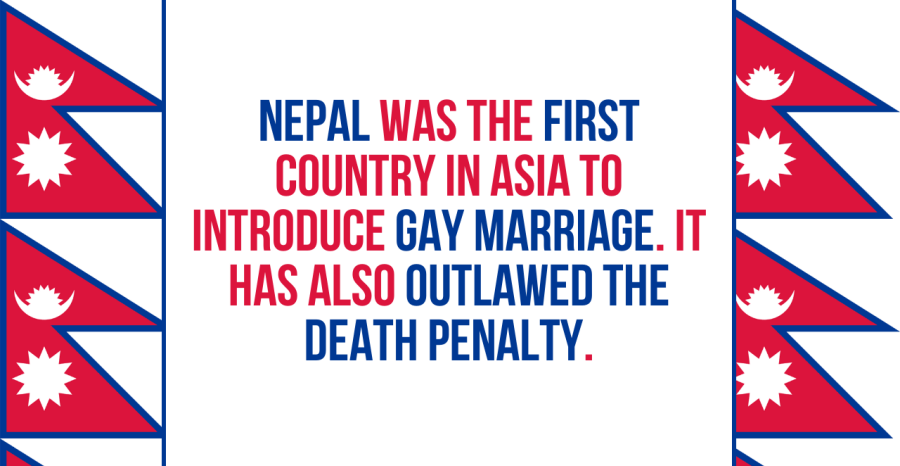 NEPAL WAS THE FIRST
COUNTRY IN ASIA TO
INTRODUCE GAY MARRIAGE. IT
HAS ALSO OUTLAWED THE
DEATH PENALTY.